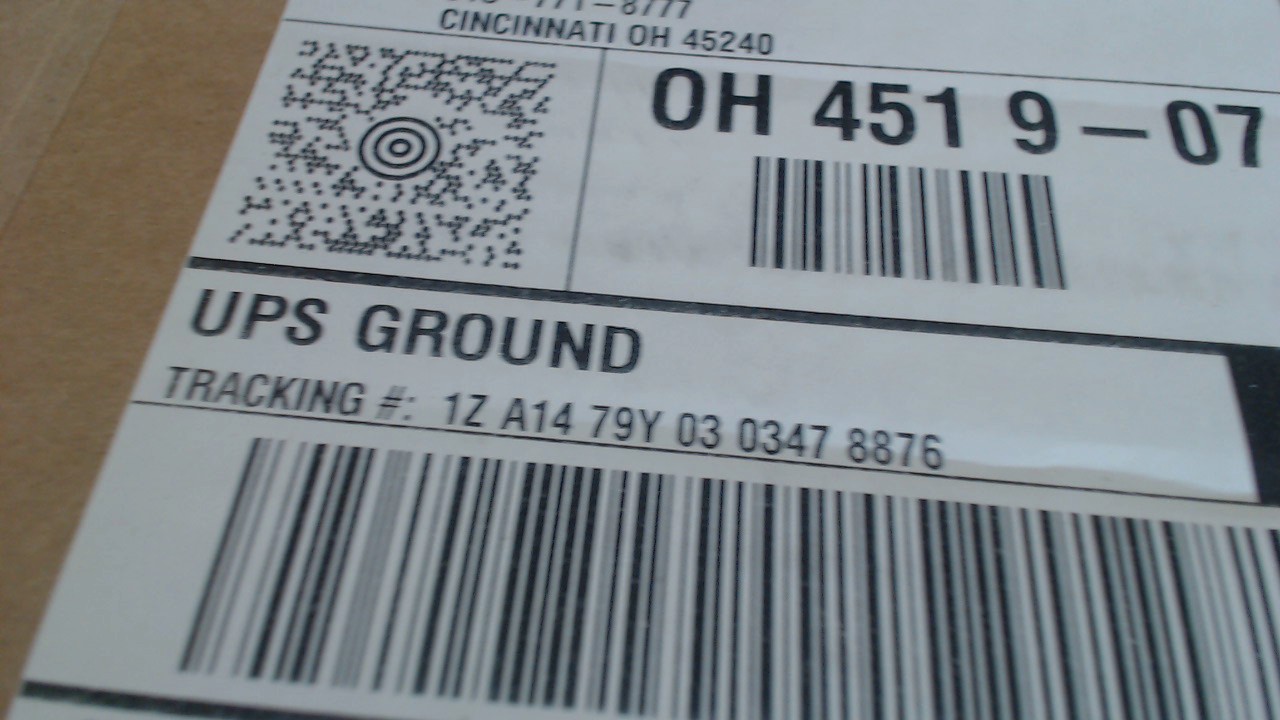 CINCINNATI OH 45240
OH 451 9-07
UPS GROUND
TRACKING #: 1Z A14 79Y 03 0347 8876